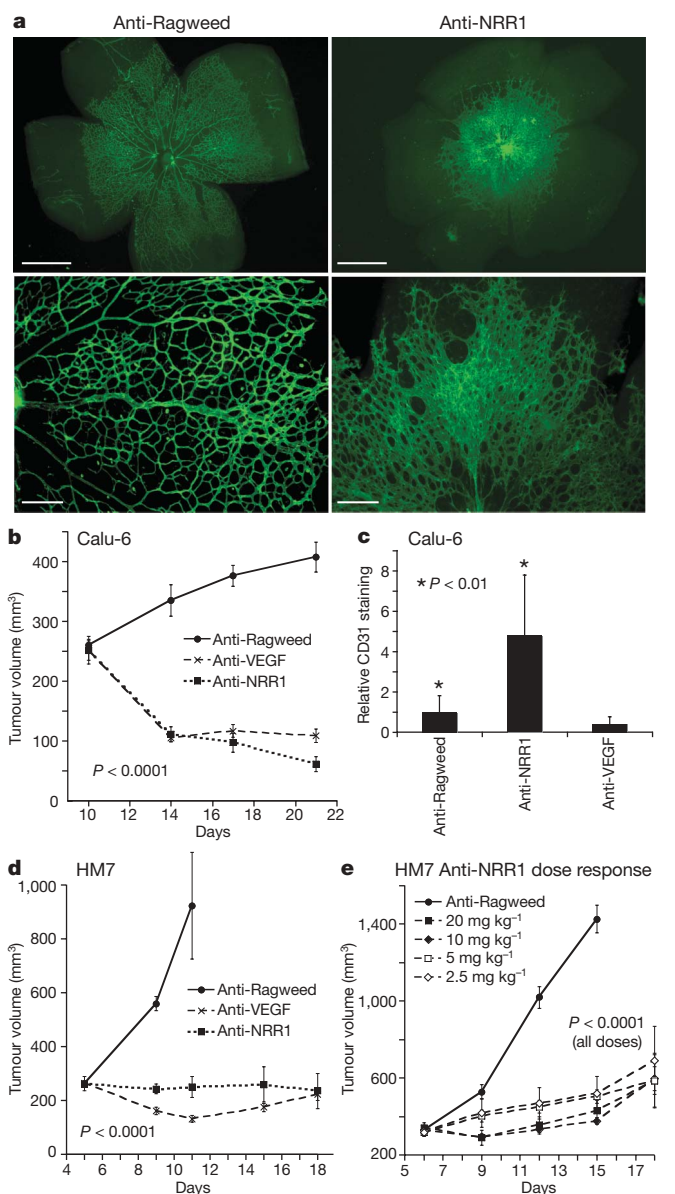 a
Anti-Ragweed
Anti-NRR1
b
Calu-6
Tumour volume (mm³)
400
300
200
100
0
Anti-Ragweed
Anti-VEGF
Anti-NRR1
P < 0.0001
10 12 14 16 18 20 22
Days
c
Calu-6
Relative CD31 staining
8
6
4
2
0
* P < 0.01
*
*
Anti-Ragweed
Anti-NRR1
Anti-VEGF
d
HM7
Tumour volume (mm³)
1,000
800
600
400
200
0
Anti-Ragweed
Anti-VEGF
Anti-NRR1
P < 0.0001
4 6 8 10 12 14 16 18
Days
e
HM7 Anti-NRR1 dose response
Tumour volume (mm³)
1,400
1,000
600
200
Anti-Ragweed
20 mg kg⁻¹
10 mg kg⁻¹
5 mg kg⁻¹
2.5 mg kg⁻¹
P < 0.0001
(all doses)
5 7 9 11 13 15 17
Days